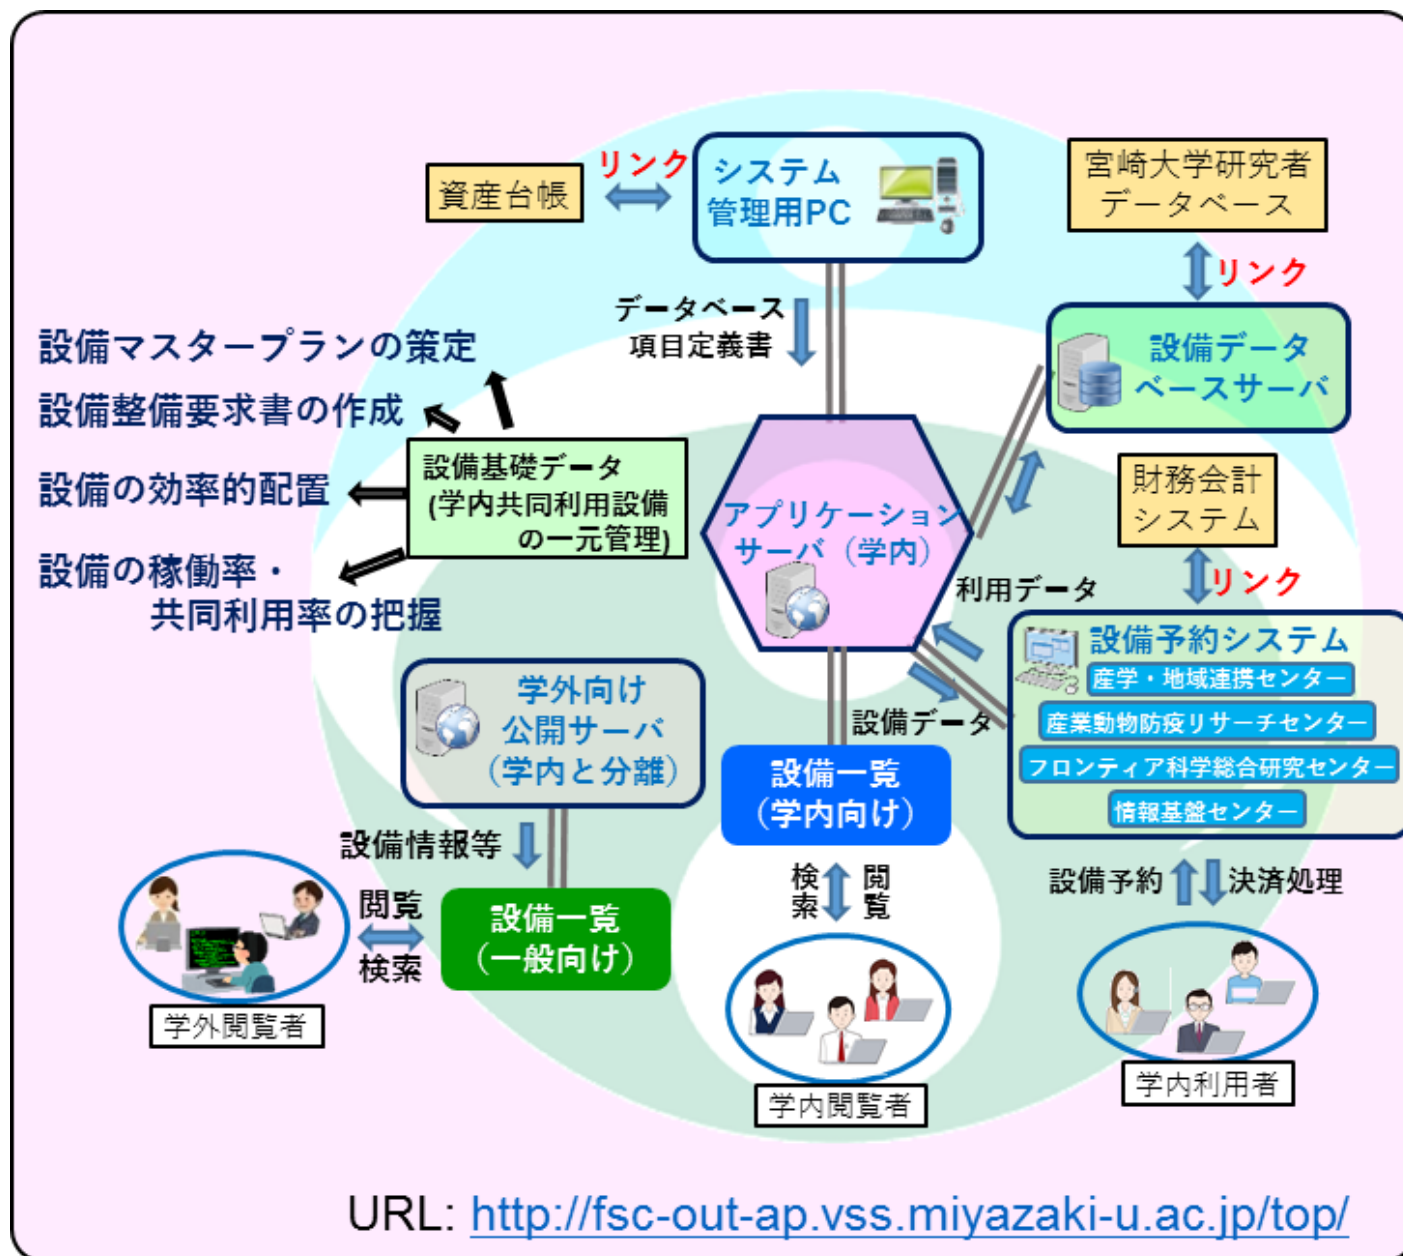 資産台帳
リンク
システム
管理用PC
宮崎大学研究者
データベース
リンク
データベース
項目定義書
設備データ
ベースサーバ
設備マスタープランの策定
設備整備要求書の作成
設備の効率的配置
設備の稼働率・
共同利用率の把握
設備基礎データ
(学内共同利用設備
の一元管理)
アプリケーション
サーバ（学内）
財務会計
システム
リンク
利用データ
設備データ
設備予約システム
産学・地域連携センター
産業動物防疫リサーチセンター
フロンティア科学総合研究センター
情報基盤センター
学外向け
公開サーバ
（学内と分離）
設備情報等
設備一覧
（学内向け）
設備一覧
（一般向け）
閲覧
検索
検索
閲覧
設備予約
決済処理
学外閲覧者
学内閲覧者
学内利用者
URL: http://fsc-out-ap.vss.miyazaki-u.ac.jp/top/